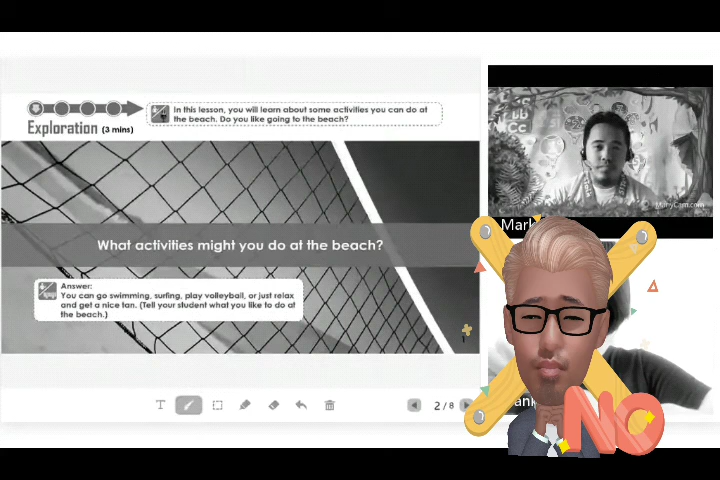 In this lesson, you will learn about some activities you can do at
the beach. Do you like going to the beach?
Exploration (3 mins)
What activities might you do at the beach?
Answer:
You can go swimming, surfing, play volleyball, or just relax
and get a nice tan. (Tell your student what you like to do at
the beach.)
T
2 / 8
Bb
Cc
ManyCam.com
Mark
NO